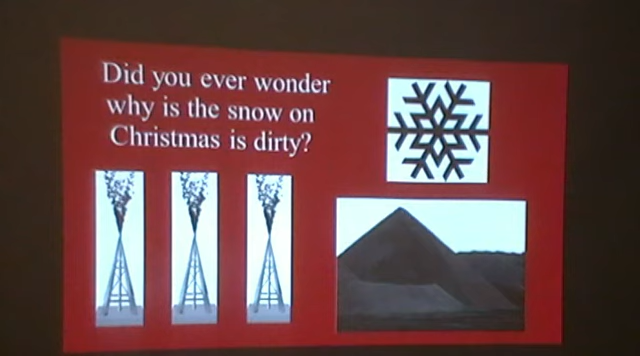 Did you ever wonder
why is the snow on
Christmas is dirty?